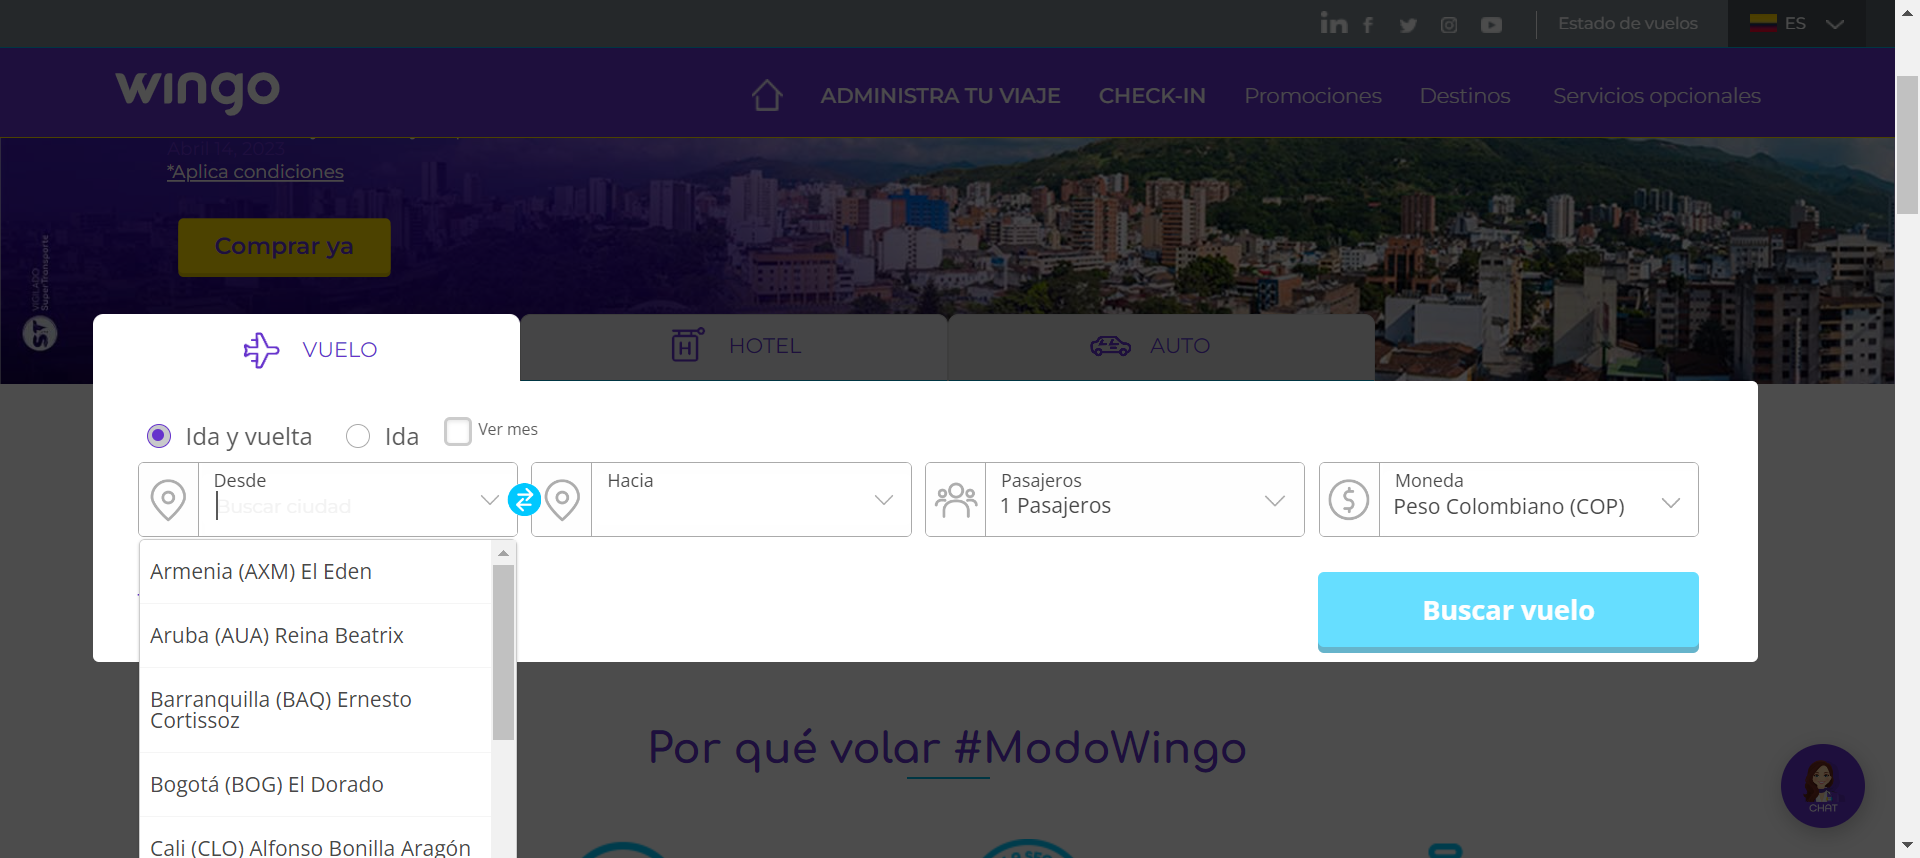 Estado de vuelos
ES
wingo
ADMINISTRA TU VIAJE
CHECK-IN
Promociones
Destinos
Servicios opcionales
Abril 14, 2023
*Aplica condiciones
Comprar ya
VIGILADO
SuperTransporte
VUELO
HOTEL
AUTO
Ida y vuelta
Ida
Ver mes
Desde
Buscar ciudad
Hacia
Pasajeros
1 Pasajeros
Moneda
Peso Colombiano (COP)
Armenia (AXM) El Eden
Aruba (AUA) Reina Beatrix
Barranquilla (BAQ) Ernesto
Cortissoz
Bogotá (BOG) El Dorado
Cali (CLO) Alfonso Bonilla Aragón
Buscar vuelo
Por qué volar #ModoWingo
CHAT